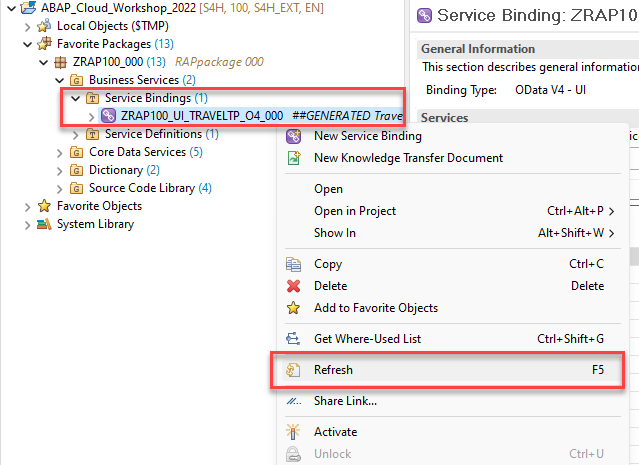 ABAP_Cloud_Workshop_2022 [S4H, 100, S4H_EXT, EN]
Local Objects ($TMP)
Favorite Packages (13)
ZRAP100_000 (13) RAPpackage 000
Business Services (2)
Service Bindings (1)
ZRAP100_UI_TRAVELTP_O4_000 ##GENERATED Trave
Service Definitions (1)
Core Data Services (5)
Dictionary (2)
Source Code Library (4)
Favorite Objects
System Library
Service Binding: ZRAP10
General Information
This section describes general informat
Binding Type: OData V4 - UI
Services
New Service Binding
New Knowledge Transfer Document
Open
Open in Project Ctrl+Alt+P >
Show In Alt+Shift+W >
Copy Ctrl+C
Delete Delete
Add to Favorite Objects
Get Where-Used List Ctrl+Shift+G
Refresh F5
Share Link...
Activate
Unlock Ctrl+U